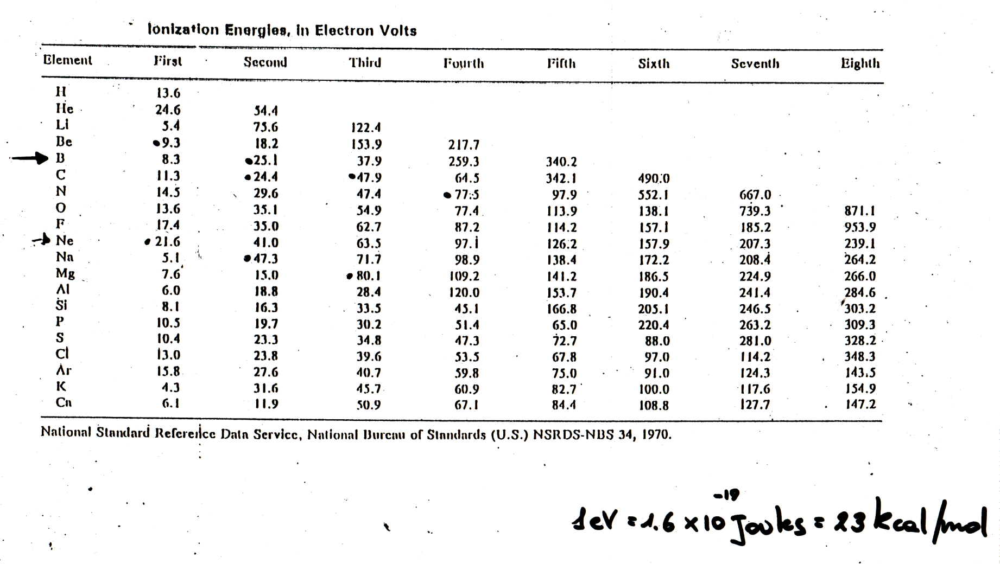 Ionization Energies, in Electron Volts
Element First Second Third Fourth Fifth Sixth Seventh Eighth
H 13.6
He 24.6 54.4
Li 5.4 75.6 122.4
Be 9.3 18.2 153.9 217.7
B 8.3 25.1 37.9 259.3 340.2
C 11.3 24.4 47.9 64.5 342.1 490.0
N 14.5 29.6 47.4 77.5 97.9 552.1 667.0
O 13.6 35.1 54.9 77.4 113.9 138.1 739.3 871.1
F 17.4 35.0 62.7 87.2 114.2 157.1 185.2 953.9
Ne 21.6 41.0 63.5 97.1 126.2 157.9 207.3 239.1
Na 5.1 47.3 71.7 98.9 138.4 172.2 208.4 264.2
Mg 7.6 15.0 80.1 109.2 141.2 186.5 224.9 266.0
Al 6.0 18.8 28.4 120.0 153.7 190.4 241.4 284.6
Si 8.1 16.3 33.5 45.1 166.8 205.1 246.5 303.2
P 10.5 19.7 30.2 51.4 65.0 220.4 263.2 309.3
S 10.4 23.3 34.8 47.3 72.7 88.0 281.0 328.2
Cl 13.0 23.8 39.6 53.5 67.8 97.0 114.2 348.3
Ar 15.8 27.6 40.7 59.8 75.0 91.0 124.3 143.5
K 4.3 31.6 45.7 60.9 82.7 100.0 117.6 154.9
Ca 6.1 11.9 50.9 67.1 84.4 108.8 127.7 147.2
National Standard Reference Data Service, National Bureau of Standards (U.S.) NSRDS-NBS 34, 1970.
1eV = 1.6 x 10⁻¹⁹ Joules = 23 kcal/mol